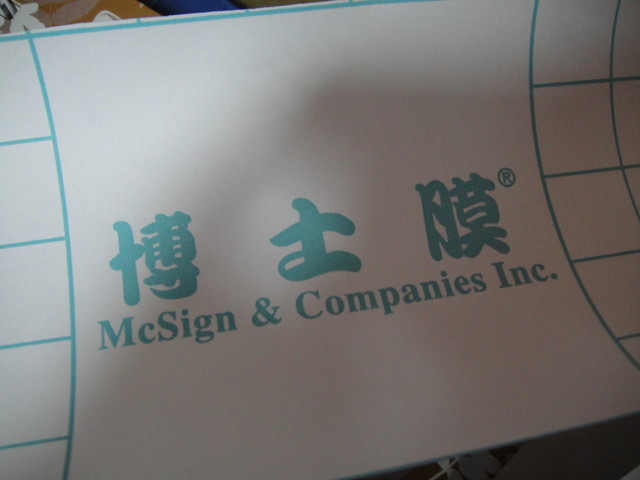 博士膜®
McSign & Companies Inc.